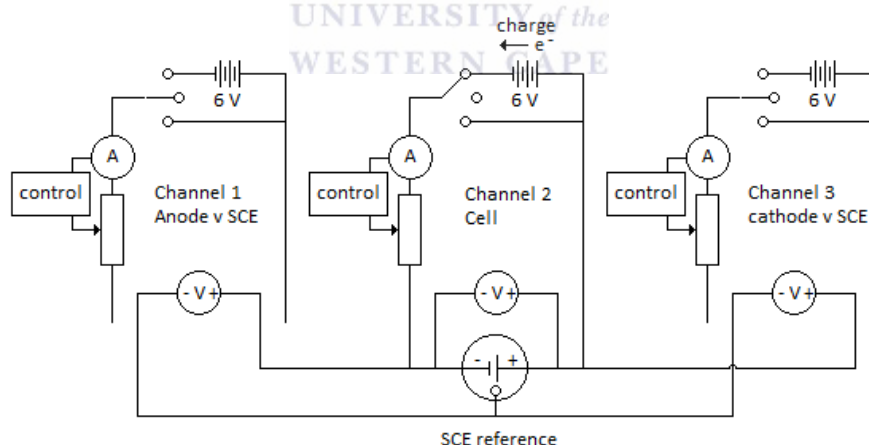 UNIVERSITY of the
WESTERN CAPE
charge
e-
6 V
6 V
6 V
A
A
A
control
control
control
Channel 1
Anode v SCE
Channel 2
Cell
Channel 3
cathode v SCE
- V +
- V +
- V +
- +
SCE reference